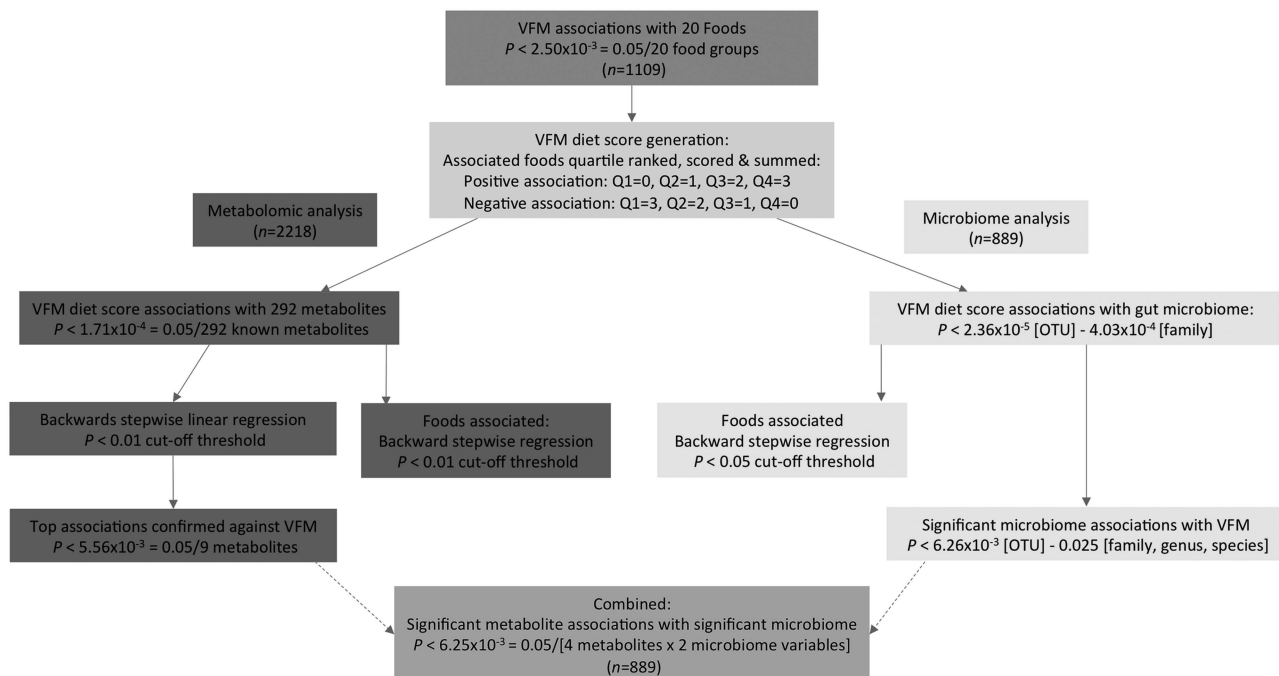 VFM associations with 20 Foods
P < 2.50x10⁻³ = 0.05/20 food groups
(n=1109)
VFM diet score generation:
Associated foods quartile ranked, scored & summed:
Positive association: Q1=0, Q2=1, Q3=2, Q4=3
Negative association: Q1=3, Q2=2, Q3=1, Q4=0
Metabolomic analysis
(n=2218)
Microbiome analysis
(n=889)
VFM diet score associations with 292 metabolites
P < 1.71x10⁻⁴ = 0.05/292 known metabolites
VFM diet score associations with gut microbiome:
P < 2.36x10⁻⁵ [OTU] - 4.03x10⁻⁴ [family]
Backwards stepwise linear regression
P < 0.01 cut-off threshold
Foods associated:
Backward stepwise regression
P < 0.01 cut-off threshold
Foods associated
Backward stepwise regression
P < 0.05 cut-off threshold
Top associations confirmed against VFM
P < 5.56x10⁻³ = 0.05/9 metabolites
Significant microbiome associations with VFM
P < 6.26x10⁻³ [OTU] - 0.025 [family, genus, species]
Combined:
Significant metabolite associations with significant microbiome
P < 6.25x10⁻³ = 0.05/[4 metabolites x 2 microbiome variables]
(n=889)